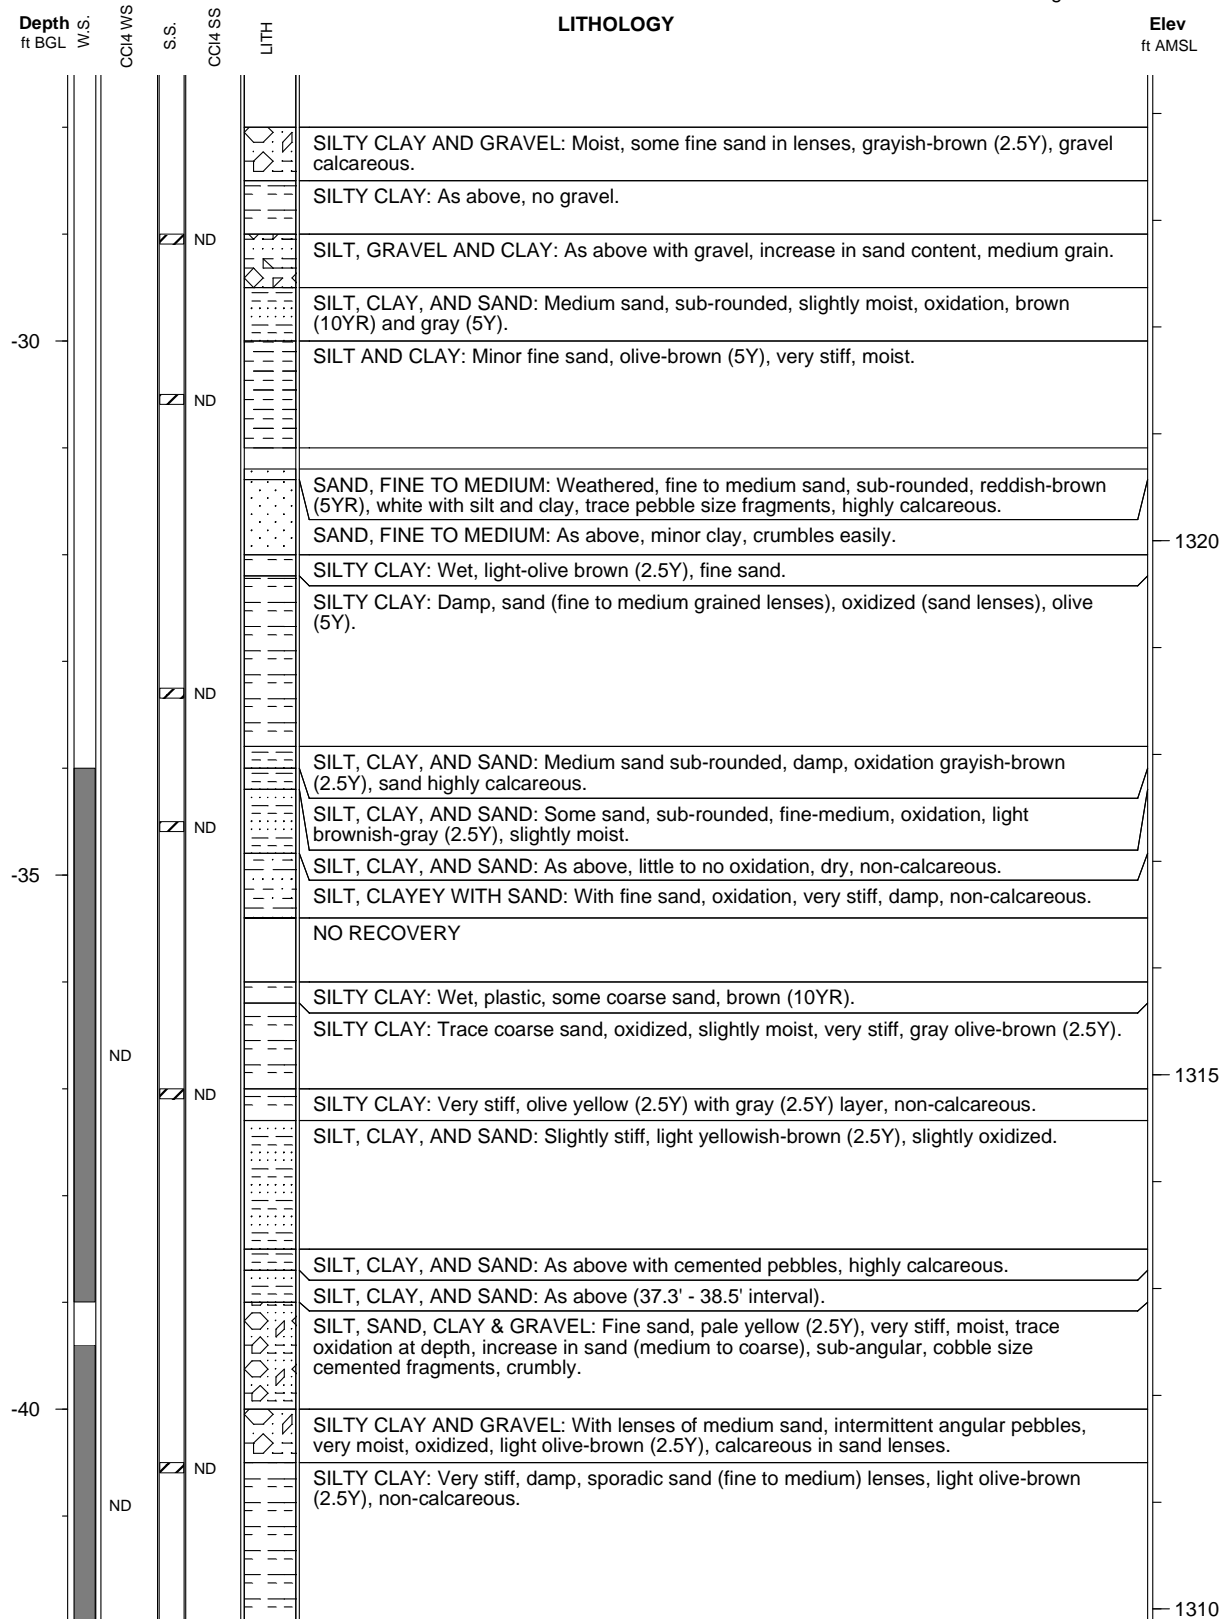 Depth
ft BGL
W.S.
CCl4 WS
S.S.
CCl4 SS
LITH
LITHOLOGY
Elev
ft AMSL
SILTY CLAY AND GRAVEL: Moist, some fine sand in lenses, grayish-brown (2.5Y), gravel
calcareous.
SILTY CLAY: As above, no gravel.
ND
SILT, GRAVEL AND CLAY: As above with gravel, increase in sand content, medium grain.
SILT, CLAY, AND SAND: Medium sand, sub-rounded, slightly moist, oxidation, brown
(10YR) and gray (5Y).
-30
SILT AND CLAY: Minor fine sand, olive-brown (5Y), very stiff, moist.
ND
SAND, FINE TO MEDIUM: Weathered, fine to medium sand, sub-rounded, reddish-brown
(5YR), white with silt and clay, trace pebble size fragments, highly calcareous.
SAND, FINE TO MEDIUM: As above, minor clay, crumbles easily.
1320
SILTY CLAY: Wet, light-olive brown (2.5Y), fine sand.
SILTY CLAY: Damp, sand (fine to medium grained lenses), oxidized (sand lenses), olive
(5Y).
ND
SILT, CLAY, AND SAND: Medium sand sub-rounded, damp, oxidation grayish-brown
(2.5Y), sand highly calcareous.
SILT, CLAY, AND SAND: Some sand, sub-rounded, fine-medium, oxidation, light
brownish-gray (2.5Y), slightly moist.
ND
SILT, CLAY, AND SAND: As above, little to no oxidation, dry, non-calcareous.
-35
SILT, CLAYEY WITH SAND: With fine sand, oxidation, very stiff, damp, non-calcareous.
NO RECOVERY
SILTY CLAY: Wet, plastic, some coarse sand, brown (10YR).
SILTY CLAY: Trace coarse sand, oxidized, slightly moist, very stiff, gray olive-brown (2.5Y).
ND
1315
ND
SILTY CLAY: Very stiff, olive yellow (2.5Y) with gray (2.5Y) layer, non-calcareous.
SILT, CLAY, AND SAND: Slightly stiff, light yellowish-brown (2.5Y), slightly oxidized.
SILT, CLAY, AND SAND: As above with cemented pebbles, highly calcareous.
SILT, CLAY, AND SAND: As above (37.3' - 38.5' interval).
SILT, SAND, CLAY & GRAVEL: Fine sand, pale yellow (2.5Y), very stiff, moist, trace
oxidation at depth, increase in sand (medium to coarse), sub-angular, cobble size
cemented fragments, crumbly.
-40
SILTY CLAY AND GRAVEL: With lenses of medium sand, intermittent angular pebbles,
very moist, oxidized, light olive-brown (2.5Y), calcareous in sand lenses.
ND
SILTY CLAY: Very stiff, damp, sporadic sand (fine to medium) lenses, light olive-brown
(2.5Y), non-calcareous.
ND
1310